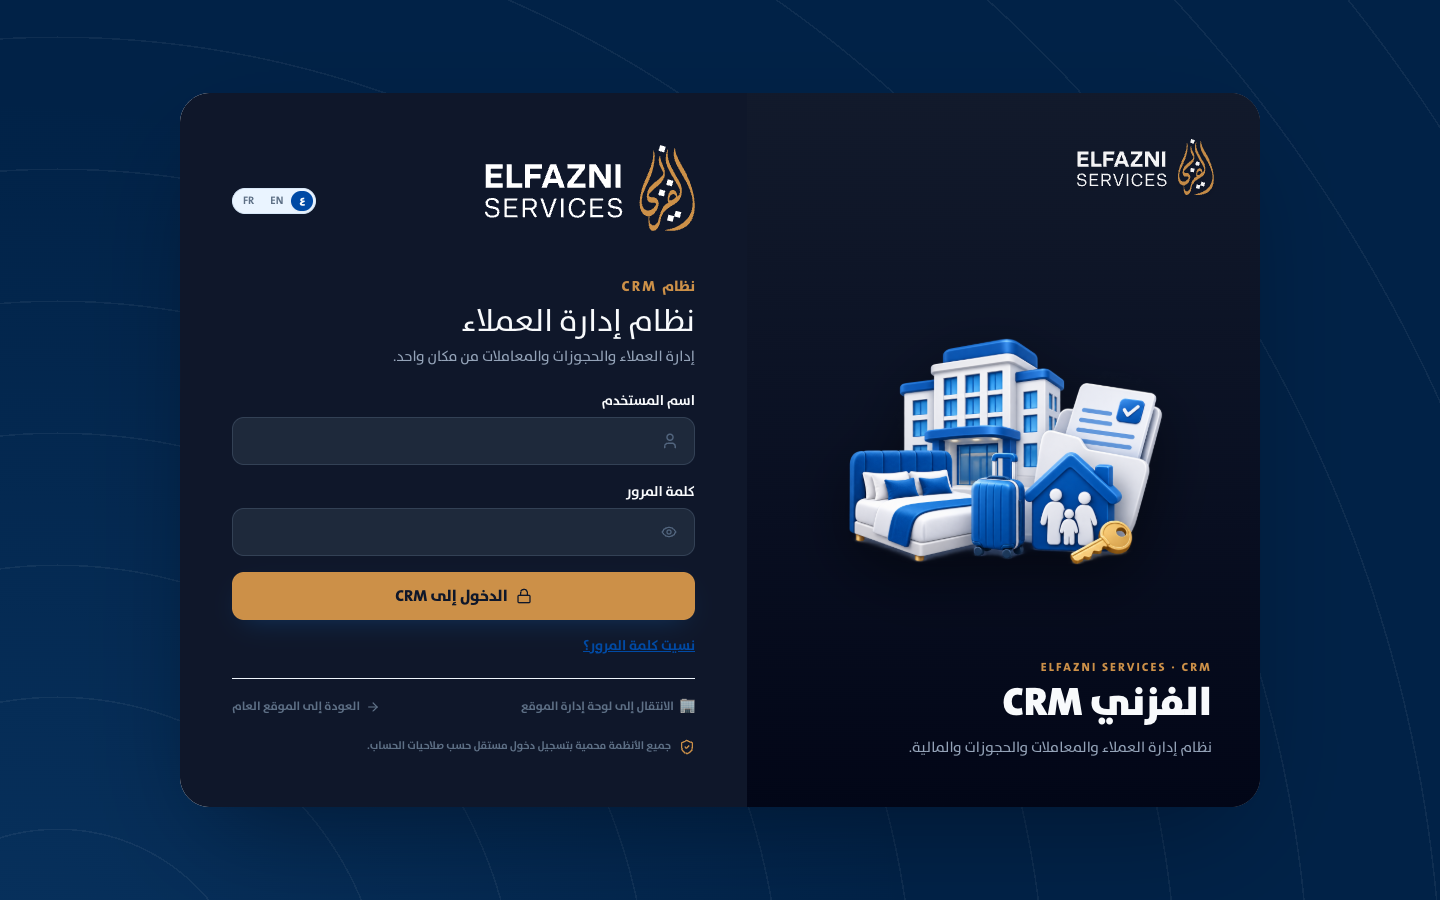 ELFAZNI
SERVICES
الفزني
ELFAZNI SERVICES · CRM
الفزني CRM
نظام إدارة العملاء والمعاملات والحجوزات والمالية.
ELFAZNI
SERVICES
الفزني
ع EN FR
نظام CRM
نظام إدارة العملاء
إدارة العملاء والحجوزات والمعاملات من مكان واحد.
اسم المستخدم
كلمة المرور
الدخول إلى CRM
نسيت كلمة المرور؟
الانتقال إلى لوحة إدارة الموقع
العودة إلى الموقع العام
جميع الأنظمة محمية بتسجيل دخول مستقل حسب صلاحيات الحساب.